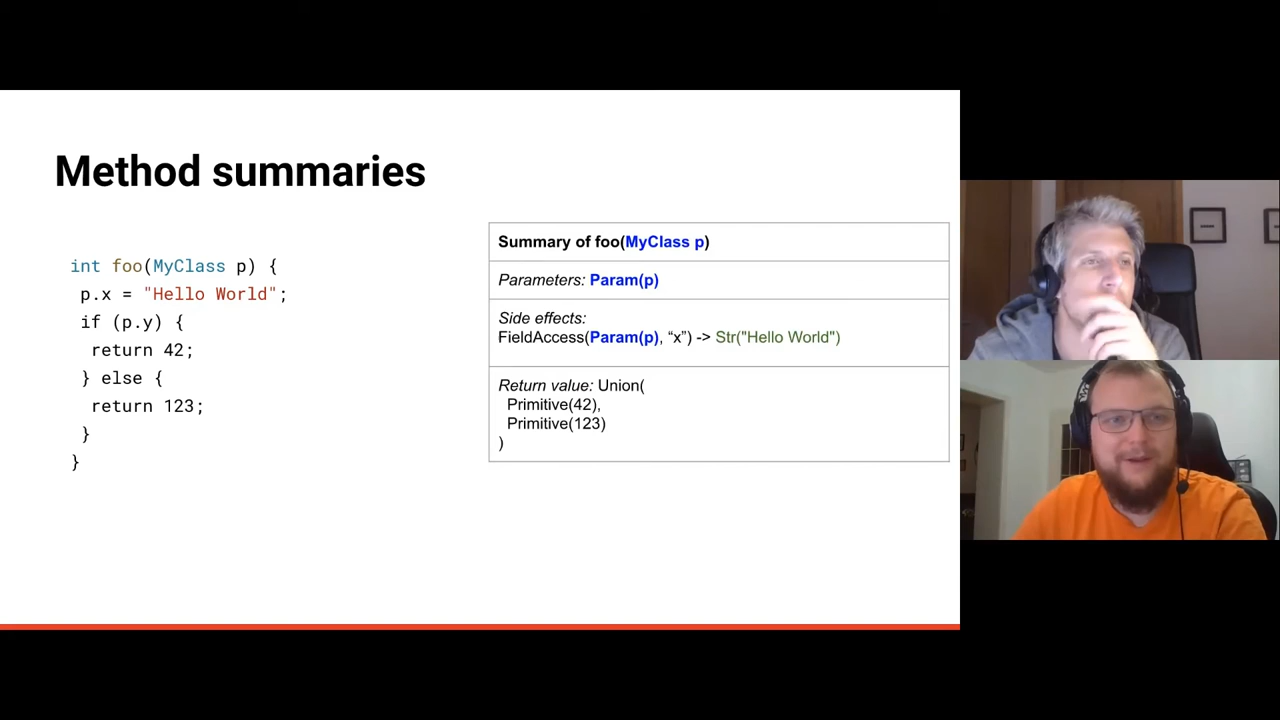 Method summaries
int foo(MyClass p) {
p.x = "Hello World";
if (p.y) {
return 42;
} else {
return 123;
}
}
Summary of foo(MyClass p)
Parameters: Param(p)
Side effects:
FieldAccess(Param(p), “x”) -> Str("Hello World")
Return value: Union(
Primitive(42),
Primitive(123)
)